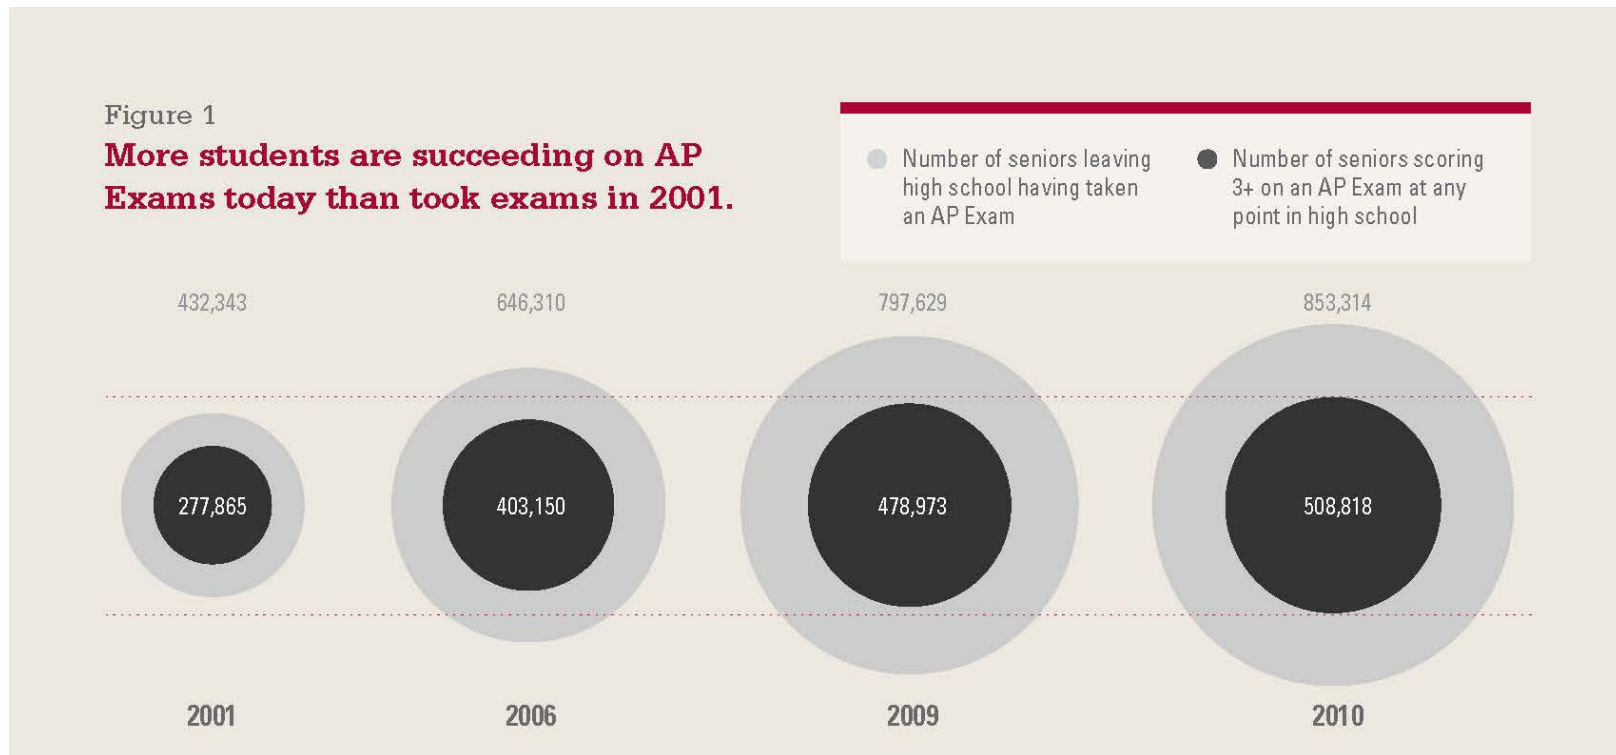 Figure 1
More students are succeeding on AP
Exams today than took exams in 2001.
Number of seniors leaving
high school having taken
an AP Exam
Number of seniors scoring
3+ on an AP Exam at any
point in high school
432,343
646,310
797,629
853,314
277,865
403,150
478,973
508,818
2001
2006
2009
2010